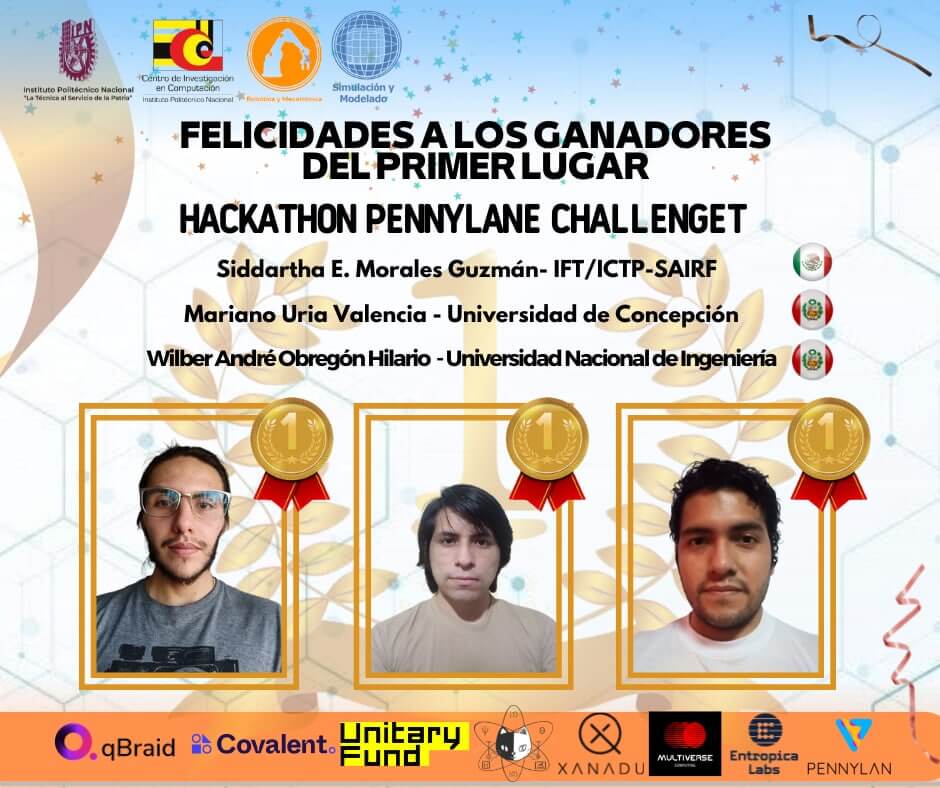 IPN
Instituto Politécnico Nacional
"La Técnica al Servicio de la Patria"
Centro de Investigación
en Computación
Instituto Politécnico Nacional
Robótica y Mecatrónica
Simulación y
Modelado
FELICIDADES A LOS GANADORES
DEL PRIMER LUGAR
HACKATHON PENNYLANE CHALLENGET
Siddartha E. Morales Guzmán- IFT/ICTP-SAIRF
Mariano Uria Valencia - Universidad de Concepción
Wilber André Obregón Hilario - Universidad Nacional de Ingeniería
1
1
1
1
qBraid
Covalent.
Unitary
Fund
XANADU
MULTIVERSE
COMPUTING
Entropica
Labs
PENNYLAN